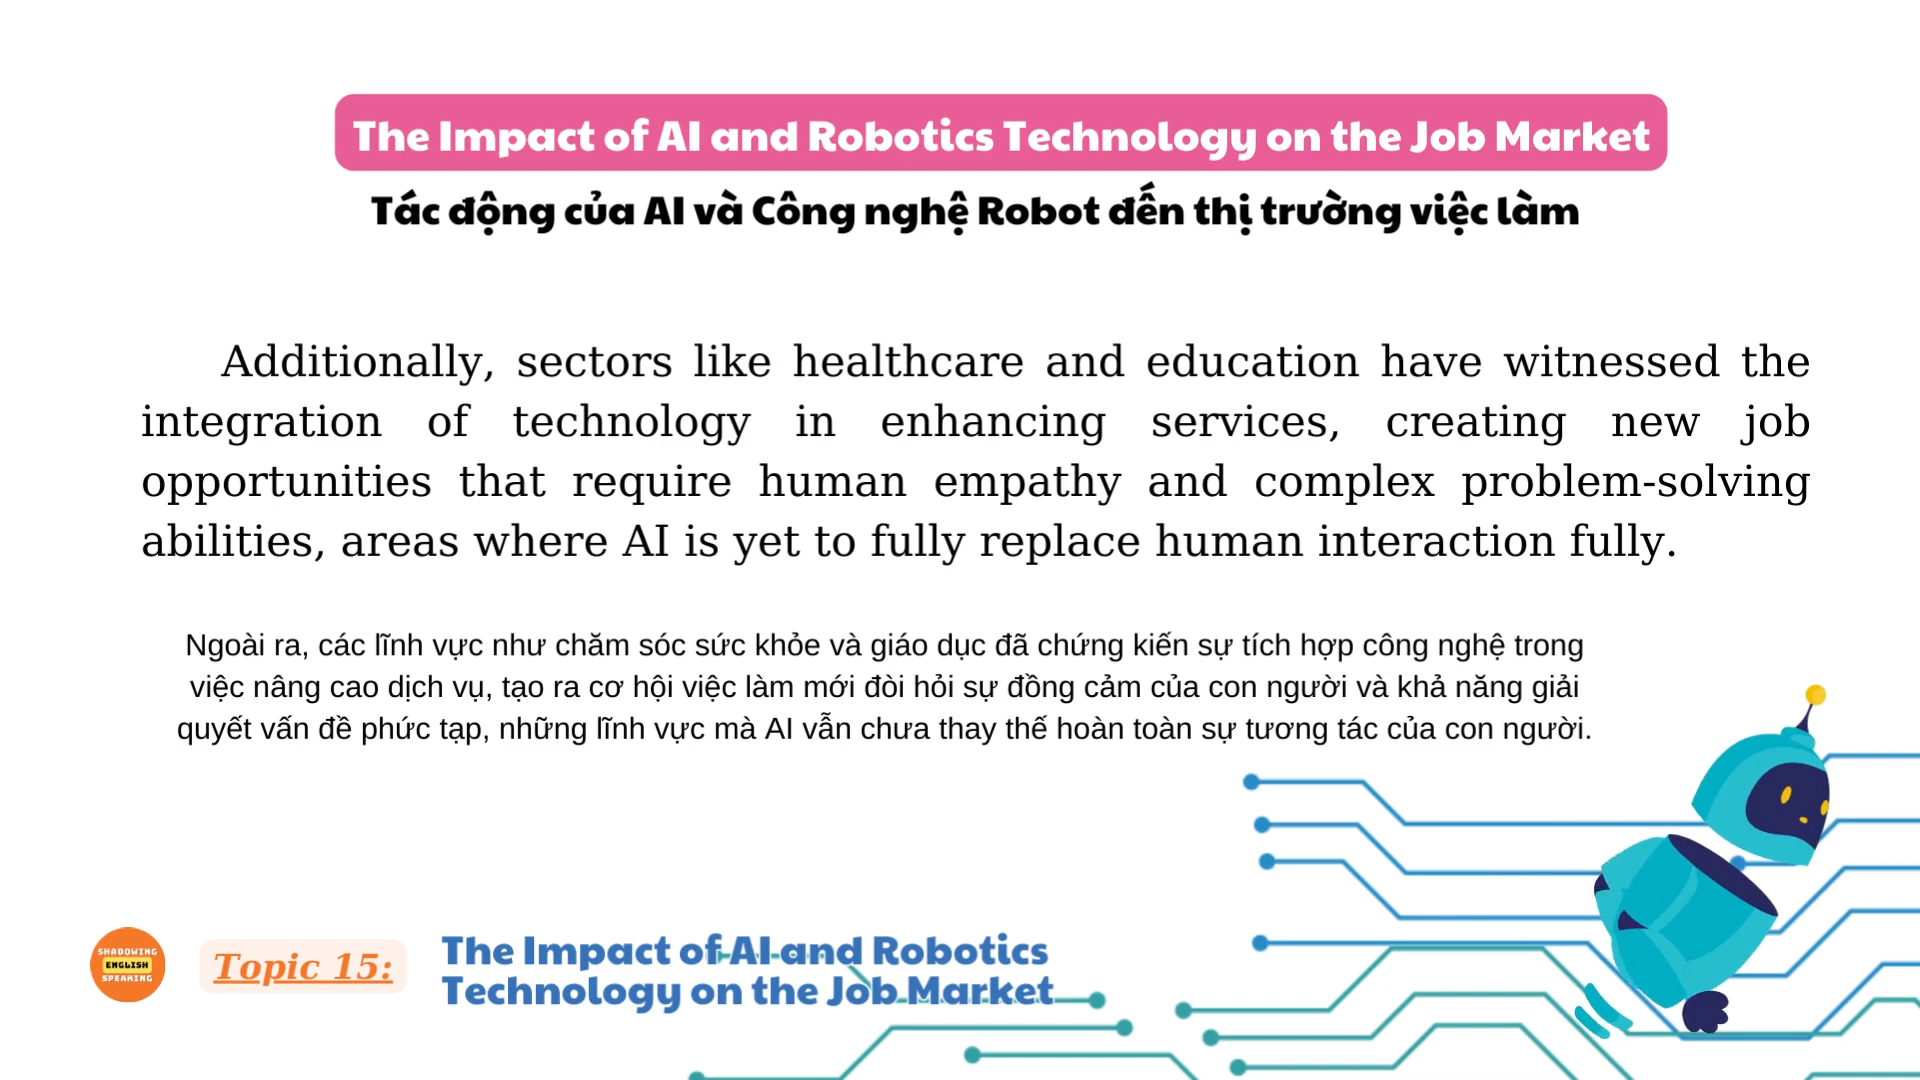 The Impact of AI and Robotics Technology on the Job Market
Tác động của AI và Công nghệ Robot đến thị trường việc làm
Additionally, sectors like healthcare and education have witnessed the
integration of technology in enhancing services, creating new job
opportunities that require human empathy and complex problem-solving
abilities, areas where AI is yet to fully replace human interaction fully.
Ngoài ra, các lĩnh vực như chăm sóc sức khỏe và giáo dục đã chứng kiến sự tích hợp công nghệ trong
việc nâng cao dịch vụ, tạo ra cơ hội việc làm mới đòi hỏi sự đồng cảm của con người và khả năng giải
quyết vấn đề phức tạp, những lĩnh vực mà AI vẫn chưa thay thế hoàn toàn sự tương tác của con người.
SHADOWING
ENGLISH
SPEAKING
Topic 15:
The Impact of AI and Robotics
Technology on the Job Market